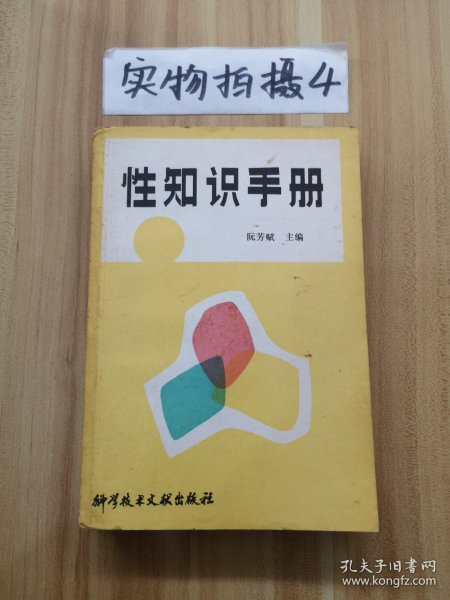 实物拍摄4
性知识手册
阮芳赋 主编
科学技术文献出版社
孔夫子旧书网
www.kongfz.com